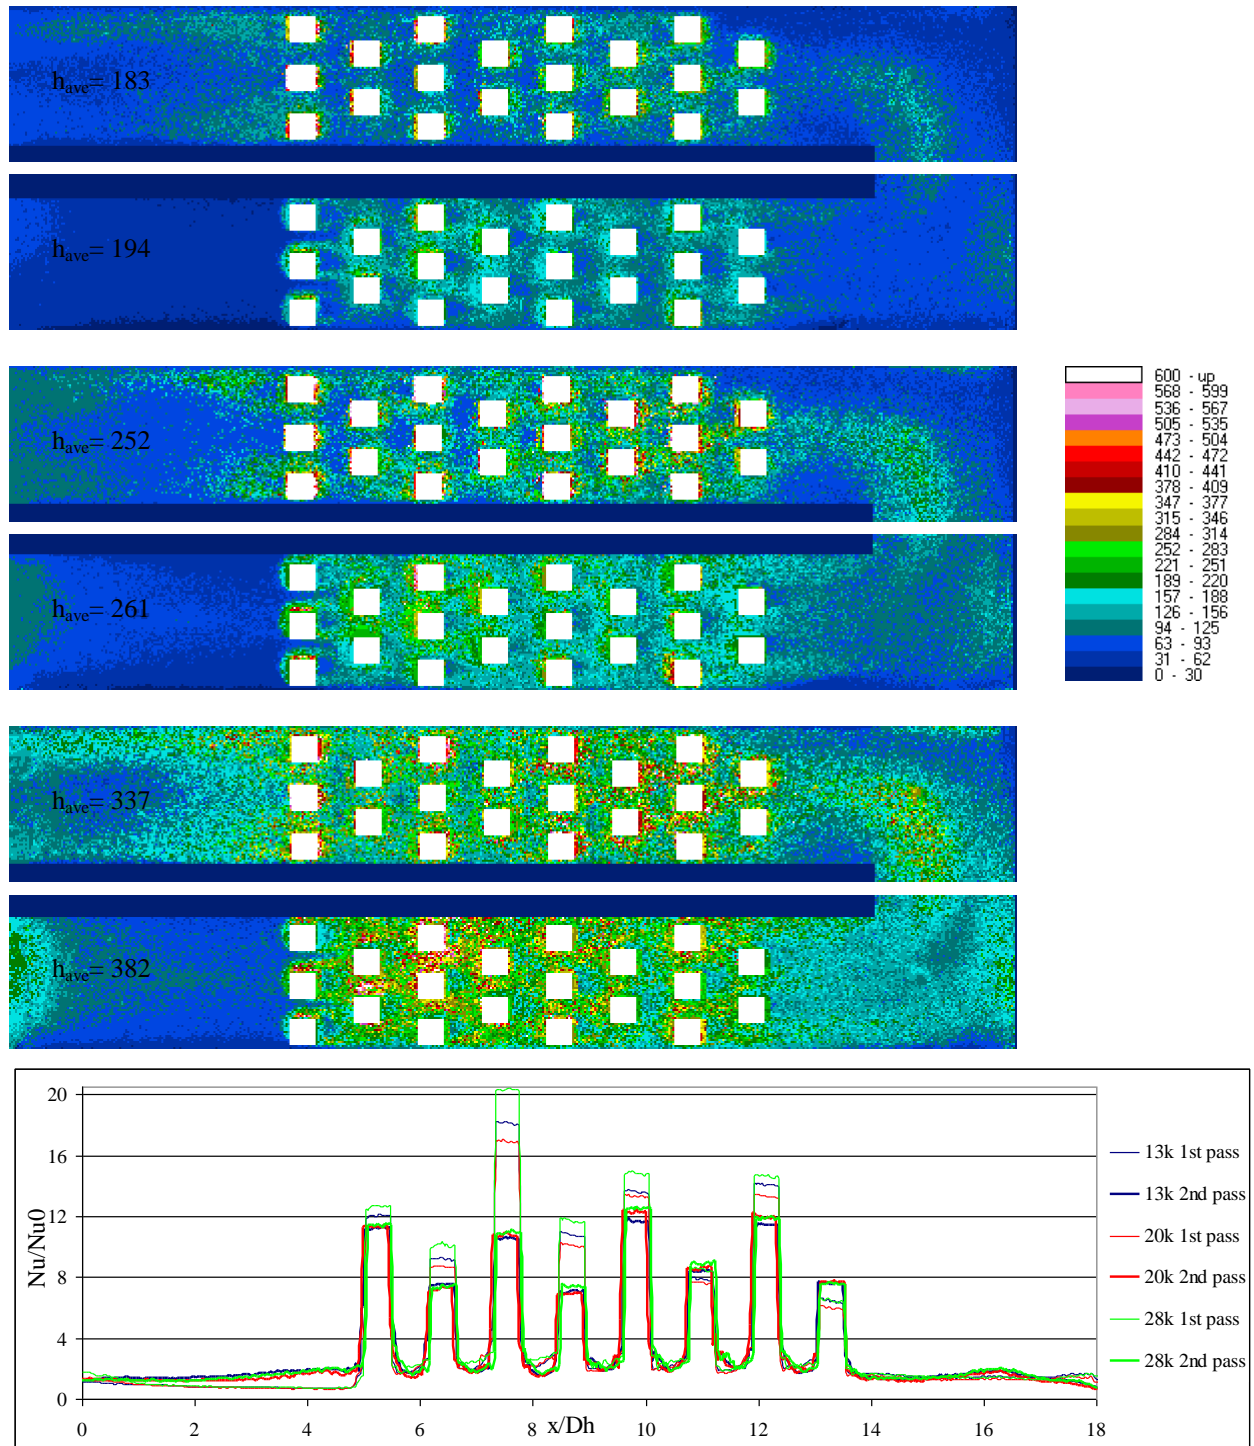 h_ave= 183
h_ave= 194
h_ave= 252
h_ave= 261
h_ave= 337
h_ave= 382
600 - up
568 - 599
536 - 567
505 - 535
473 - 504
442 - 472
410 - 441
378 - 409
347 - 377
315 - 346
284 - 314
252 - 283
221 - 251
189 - 220
157 - 188
126 - 156
94 - 125
63 - 93
31 - 62
0 - 30
20
16
12
8
4
0
Nu/Nu0
0 2 4 6 8 10 12 14 16 18
x/Dh
13k 1st pass
13k 2nd pass
20k 1st pass
20k 2nd pass
28k 1st pass
28k 2nd pass